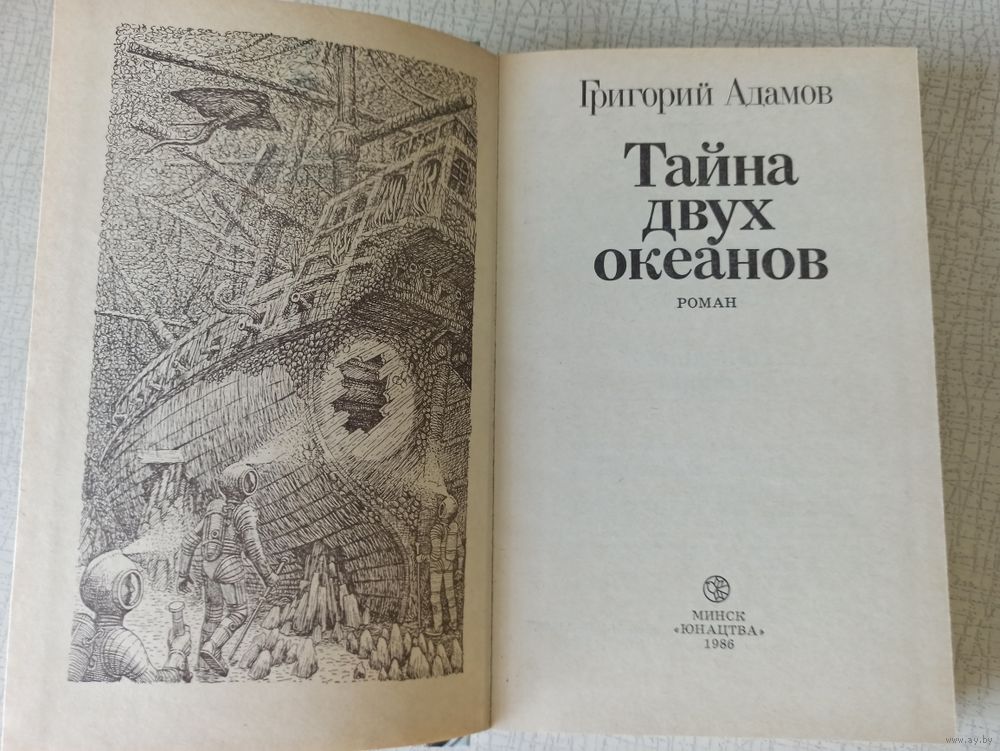 Григорий Адамов
Тайна
двух
океанов
РОМАН
МИНСК
«ЮНАЦТВА»
1986
www.ay.by